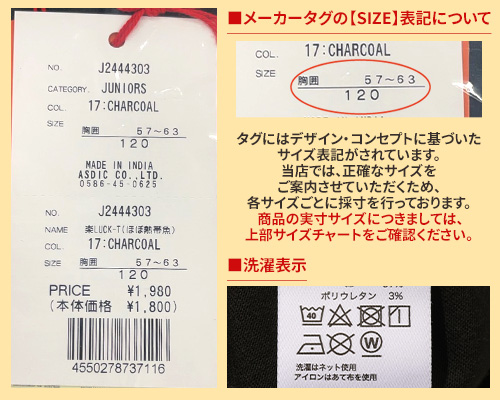 NO. J2444303
CATEGORY. JUNIORS
COL. 17:CHARCOAL
SIZE 胸囲 57~63
120
MADE IN INDIA
ASDIC CO.,LTD.
0586-45-0625
NO. J2444303
NAME 楽LUCK-T(ほぼ熱帯魚)
COL. 17:CHARCOAL
SIZE 胸囲 57~63
120
PRICE ¥1,980
(本体価格 ¥1,800)
4550278737116
■メーカータグの【SIZE】表記について
COL. 17:CHARCOAL
SIZE 胸囲 57~63
120
タグにはデザイン・コンセプトに基づいた
サイズ表記がされています。
当店では、正確なサイズを
ご案内させていただくため、
各サイズごとに採寸を行っております。
商品の実寸サイズにつきましては、
上部サイズチャートをご確認ください。
■洗濯表示
ポリウレタン 3%
40
W
洗濯はネット使用
アイロンはあて布を使用